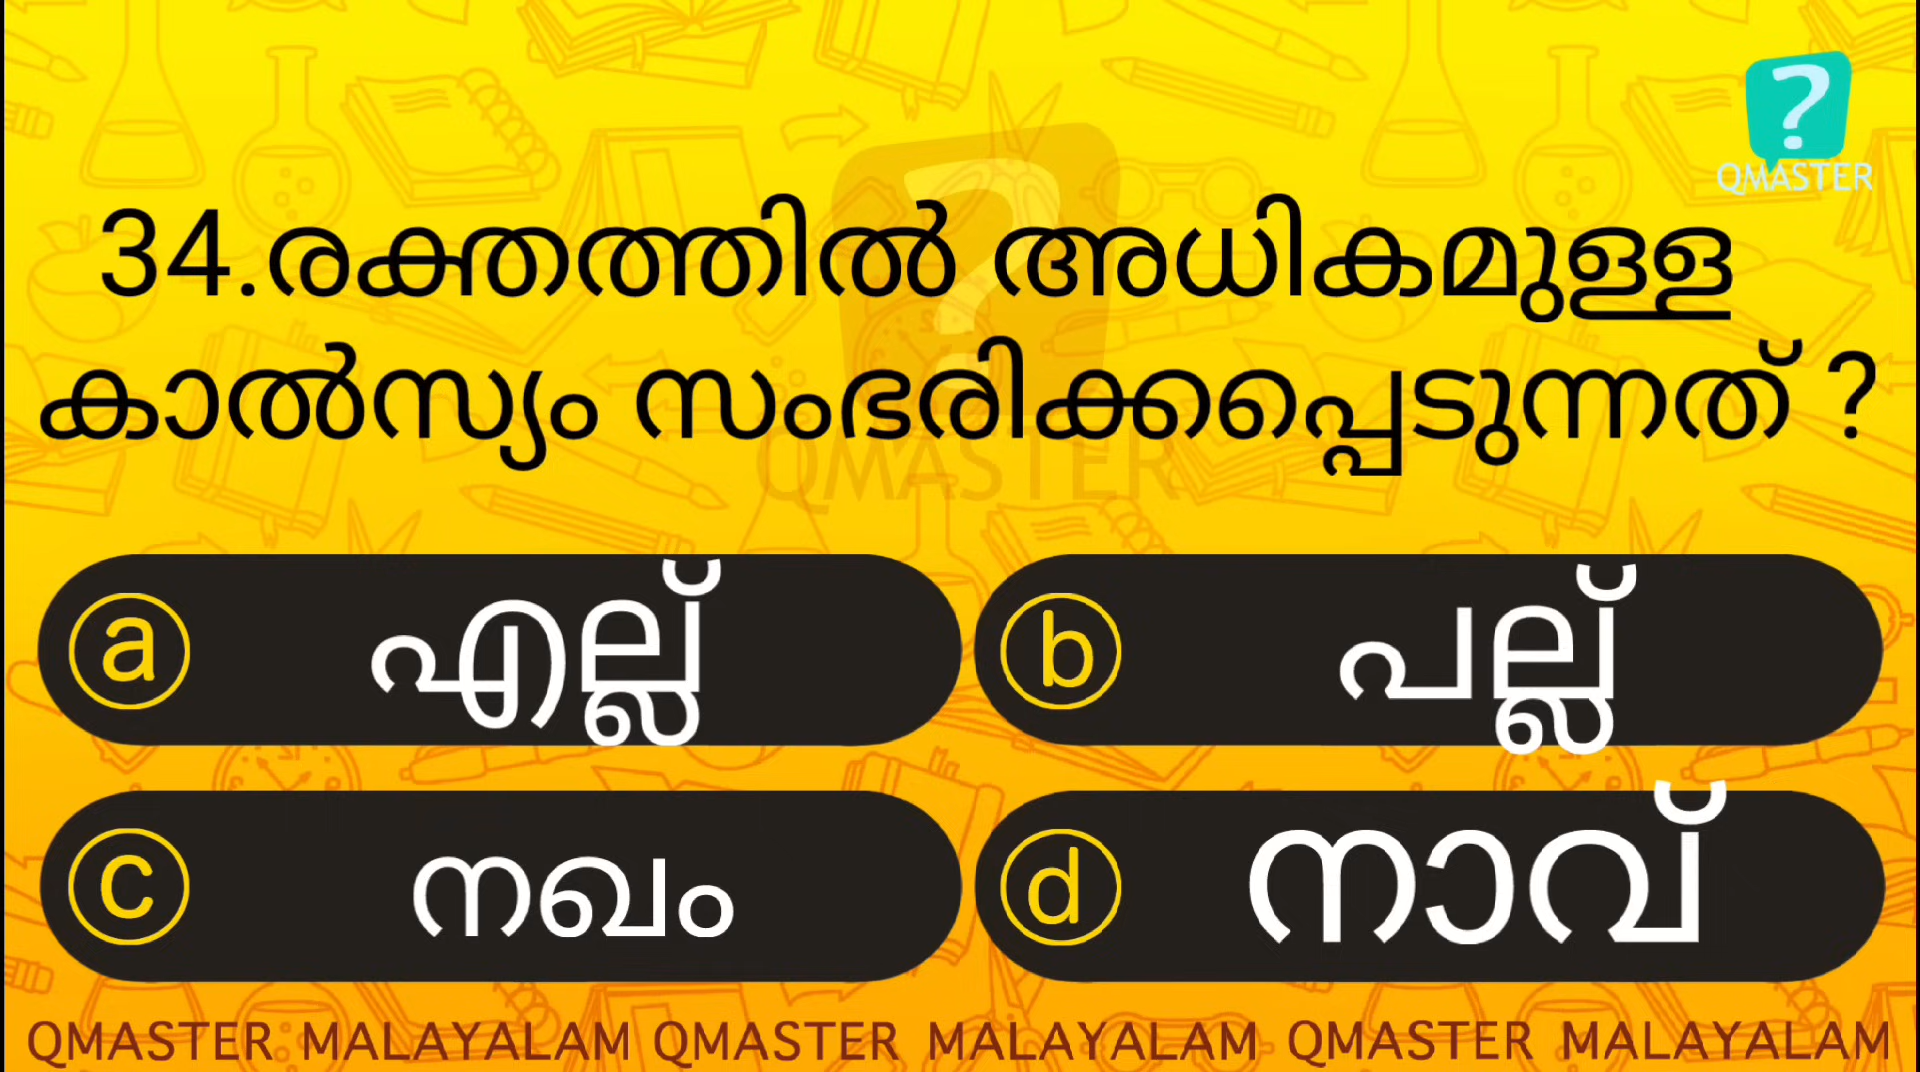 QMASTER
34.രക്തത്തിൽ അധികമുള്ള
കാൽസ്യം സംഭരിക്കപ്പെടുന്നത് ?
QMASTER
a എല്ല്
b പല്ല്
c നഖം
d നാവ്
QMASTER MALAYALAM QMASTER MALAYALAM QMASTER MALAYALAM